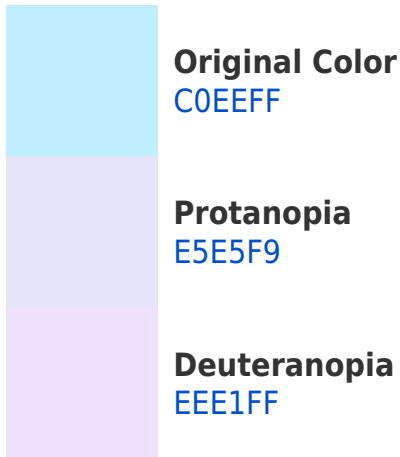 Original Color
C0EEFF
Protanopia
E5E5F9
Deuteranopia
EEE1FF